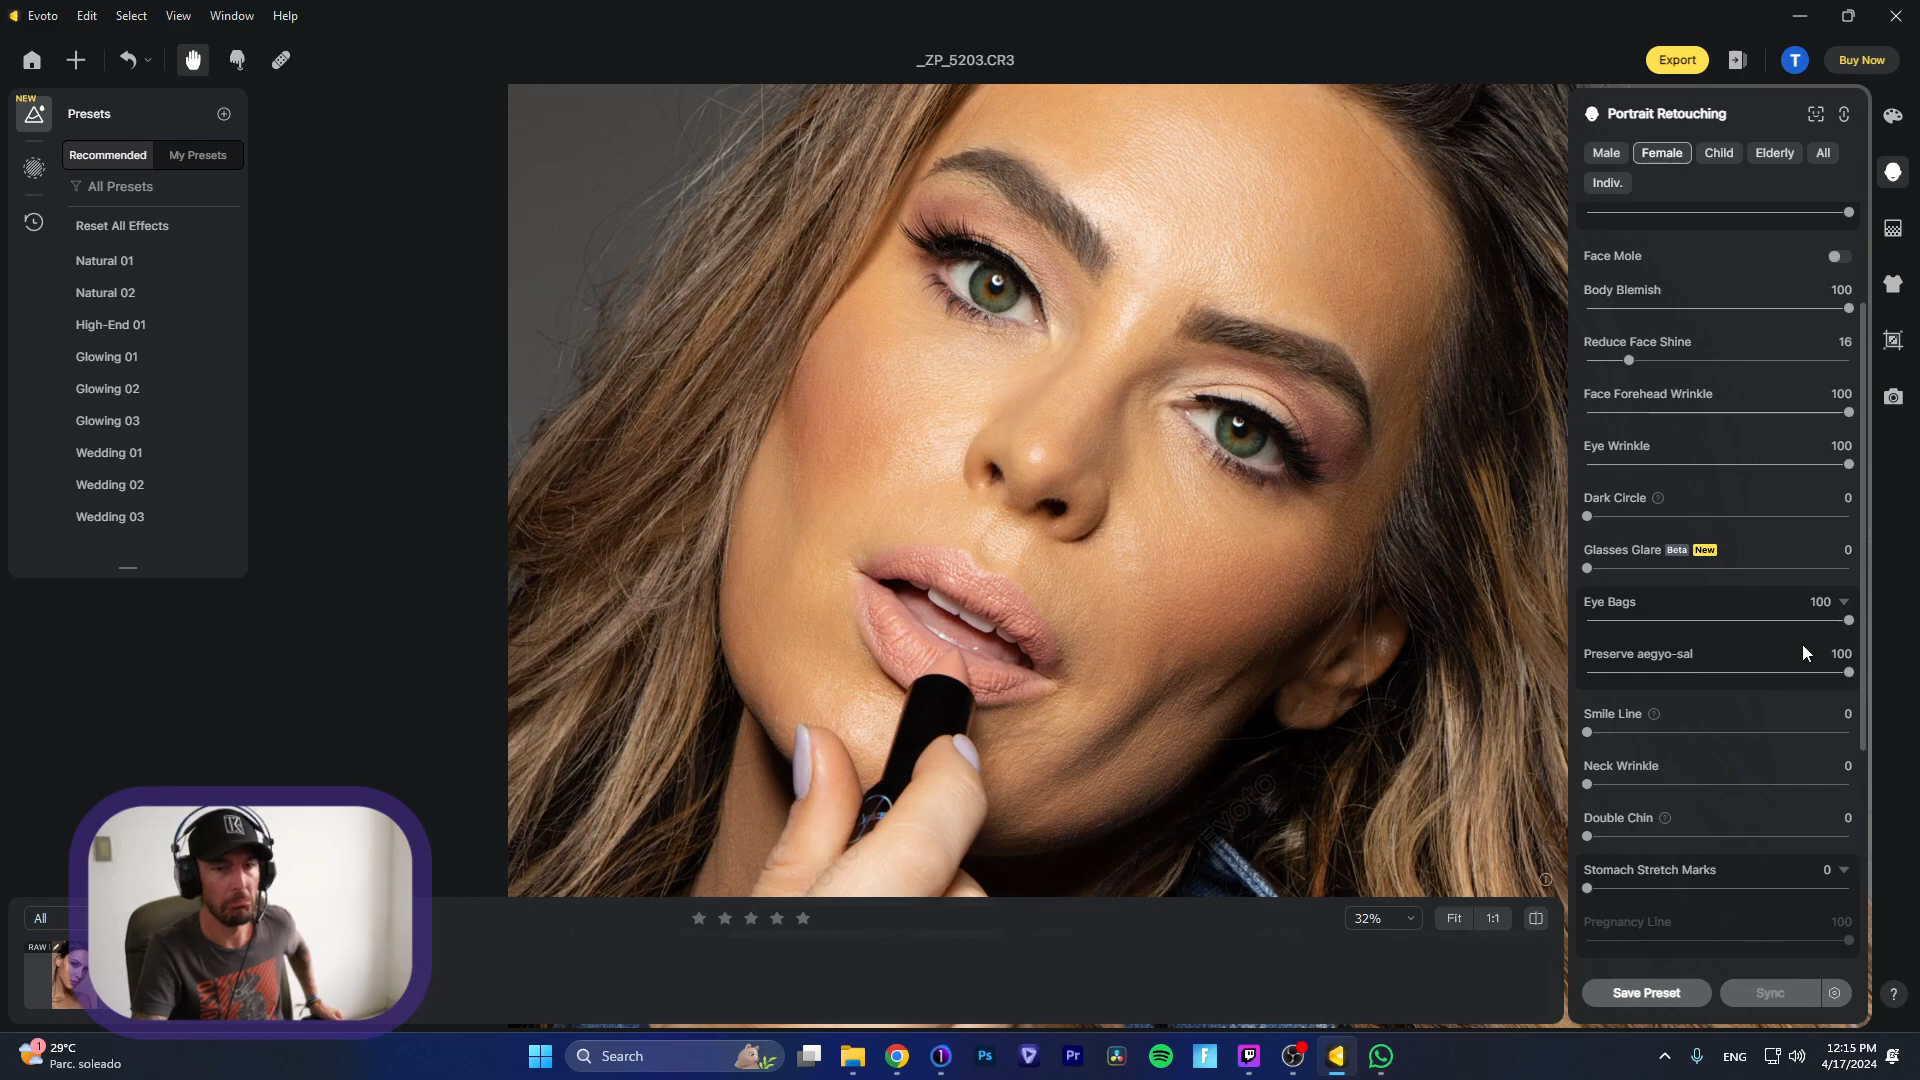 Evoto Edit Select View Window Help
_ZP_5203.CR3
Export
T
Buy Now
NEW
Presets
Recommended My Presets
All Presets
Reset All Effects
Natural 01
Natural 02
High-End 01
Glowing 01
Glowing 02
Glowing 03
Wedding 01
Wedding 02
Wedding 03
Portrait Retouching
Male Female Child Elderly All
Indiv.
Face Mole
Body Blemish 100
Reduce Face Shine 16
Face Forehead Wrinkle 100
Eye Wrinkle 100
Dark Circle ? 0
Glasses Glare Beta New 0
Eye Bags 100
Preserve aegyo-sal 100
Smile Line ? 0
Neck Wrinkle 0
Double Chin ? 0
Stomach Stretch Marks 0
Pregnancy Line 100
Save Preset Sync
?
Evoto
All
32% Fit 1:1
RAW
1
29°C
Parc. soleado
Search
Ps
Pr
F
ENG
12:15 PM
4/17/2024